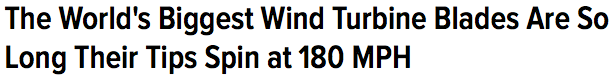 The World's Biggest Wind Turbine Blades Are So
Long Their Tips Spin at 180 MPH